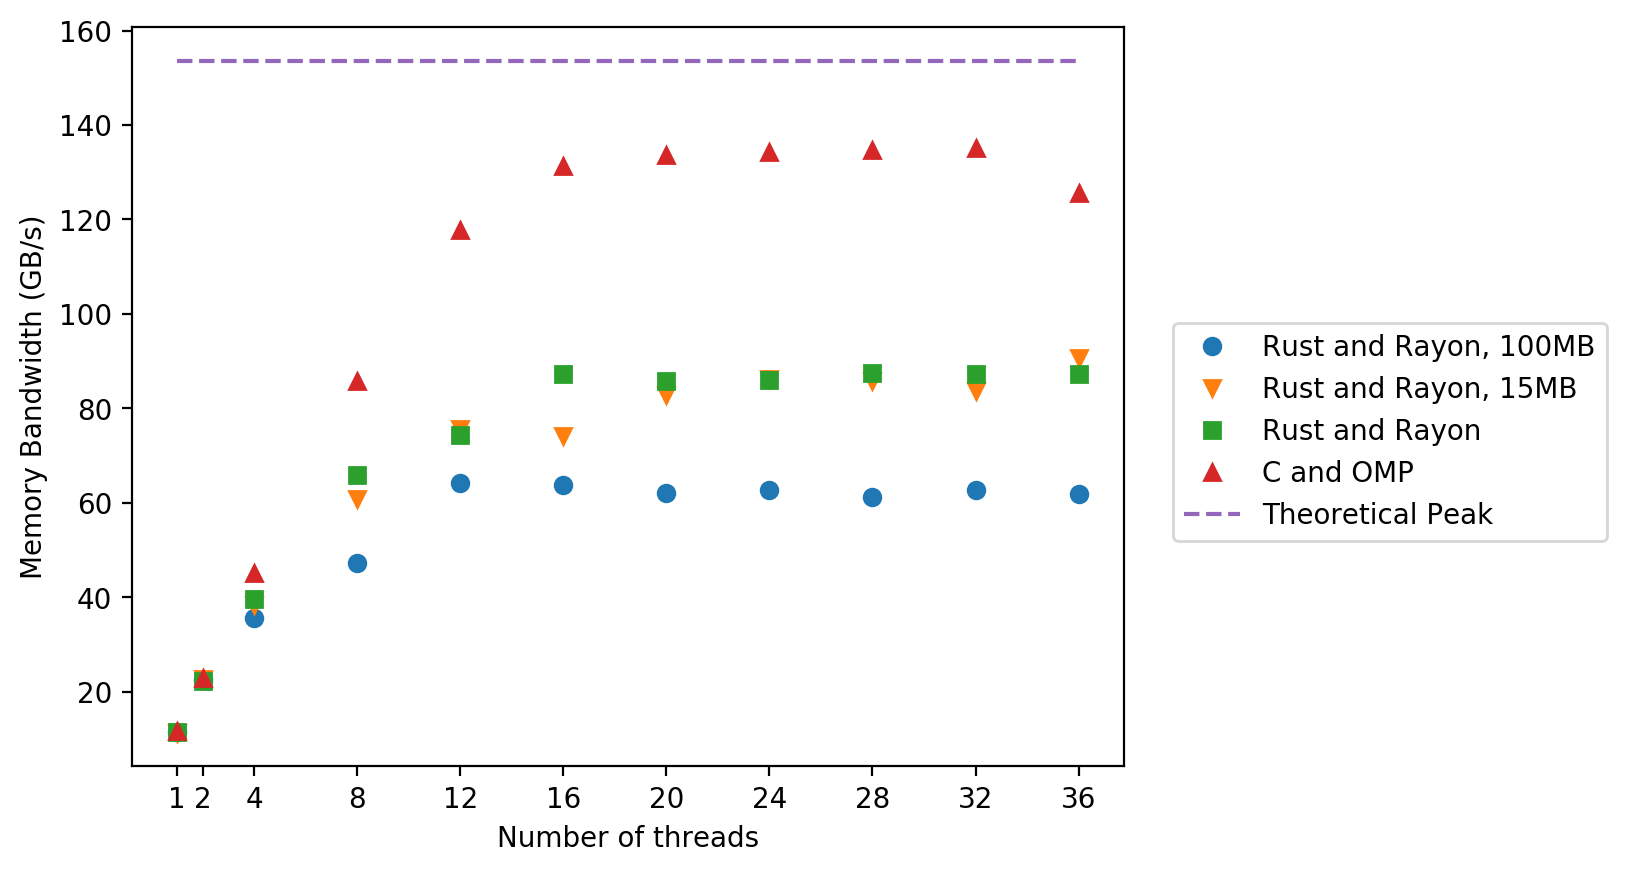 160
140
120
100
80
60
40
20
Memory Bandwidth (GB/s)
1 2 4 8 12 16 20 24 28 32 36
Number of threads
Rust and Rayon, 100MB
Rust and Rayon, 15MB
Rust and Rayon
C and OMP
Theoretical Peak